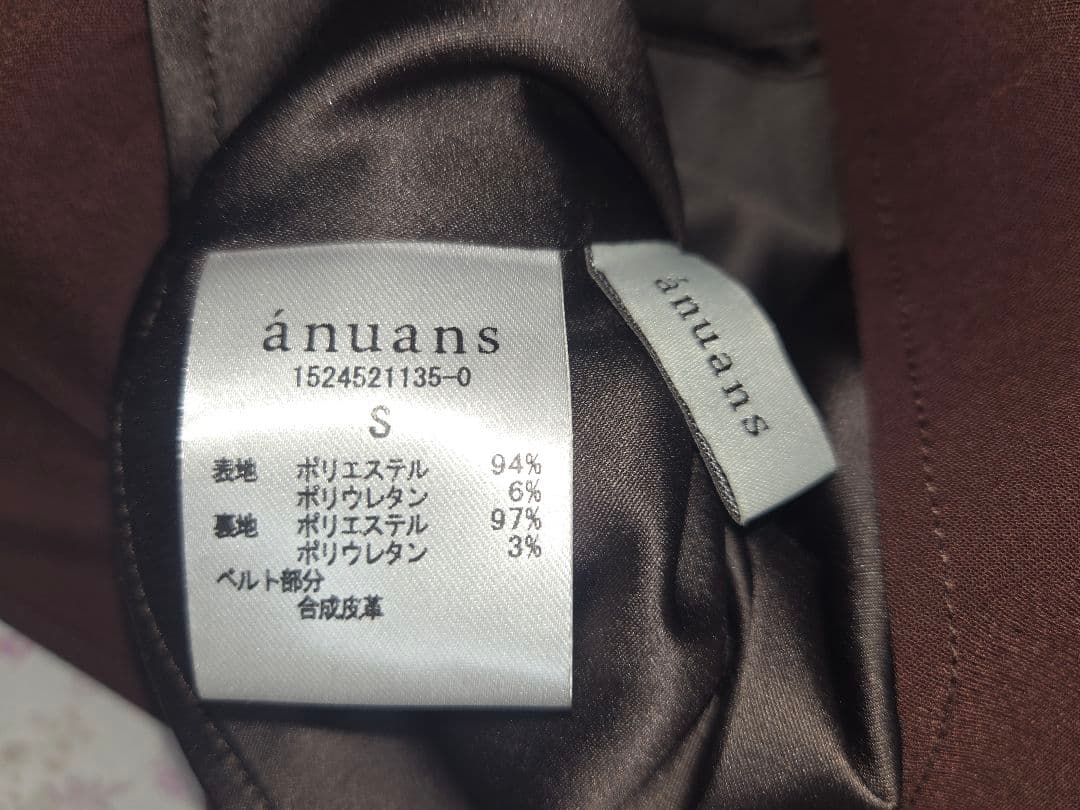 ánuans
1524521135-0
S
表地 ポリエステル 94%
ポリウレタン 6%
裏地 ポリエステル 97%
ポリウレタン 3%
ベルト部分
合成皮革
ánuans